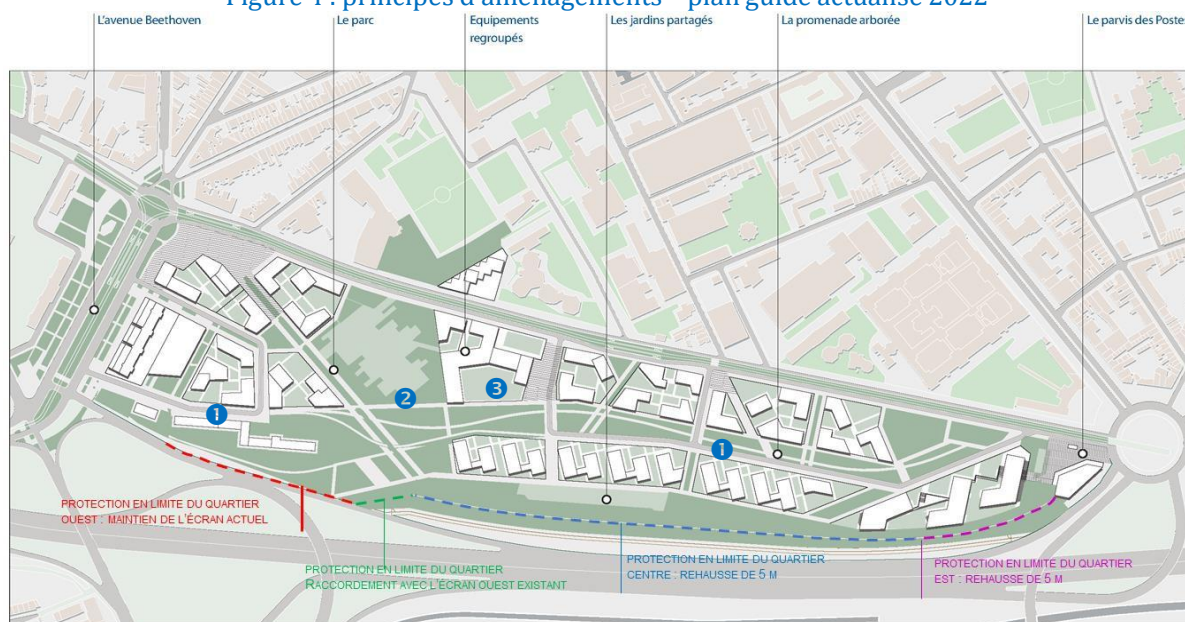 Figure 1 : principes d'aménagements – plan guide actualisé 2022
L'avenue Beethoven
Le parc
Equipements
regroupés
Les jardins partagés
La promenade arborée
Le parvis des Postes
1
2
3
1
PROTECTION EN LIMITE DU QUARTIER
OUEST : MAINTIEN DE L'ÉCRAN ACTUEL
PROTECTION EN LIMITE DU QUARTIER
RACCORDEMENT AVEC L'ÉCRAN OUEST EXISTANT
PROTECTION EN LIMITE DU QUARTIER
CENTRE : REHAUSSE DE 5 M
PROTECTION EN LIMITE DU QUARTIER
EST : REHAUSSE DE 5 M